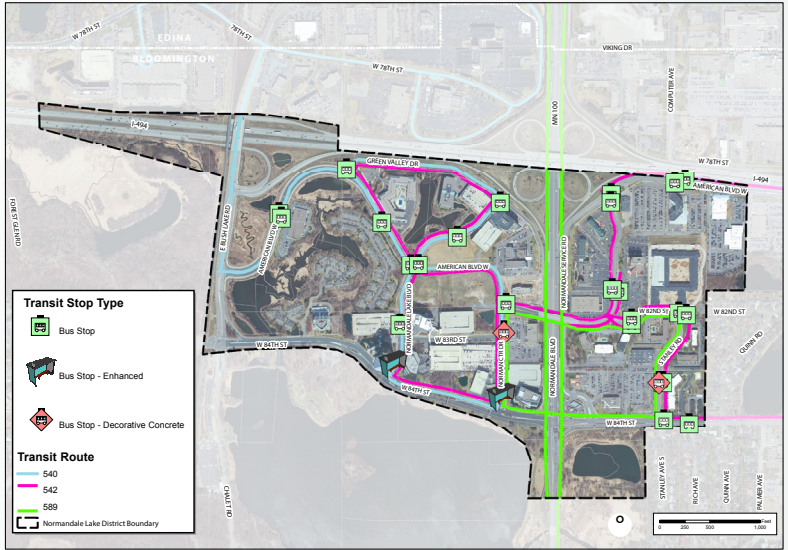 W 78TH ST
78TH ST
EDINA
BLOOMINGTON
W 78TH ST
VIKING DR
COMPUTER AVE
MN 100
I-494
W 78TH ST
I-494
AMERICAN BLVD W
GREEN VALLEY DR
FOREST GLEN RD
E BUSH LAKE RD
AMERICAN BLVD W
NORMANDALE SERVICE RD
AMERICAN BLVD W
NORMANDALE LAKE BLVD
W 82ND ST
W 82ND ST
QUINN RD
STANLEY RD
W 83RD ST
NORMAN CTR DR
NORMANDALE BLVD
W 84TH ST
W 84TH ST
W 84TH ST
CHALET RD
STANLEY AVE S
RICH AVE
QUINN AVE
PALMER AVE
Transit Stop Type
Bus Stop
Bus Stop - Enhanced
Bus Stop - Decorative Concrete
Transit Route
540
542
589
Normandale Lake District Boundary
O
Feet
0 250 500 1,000